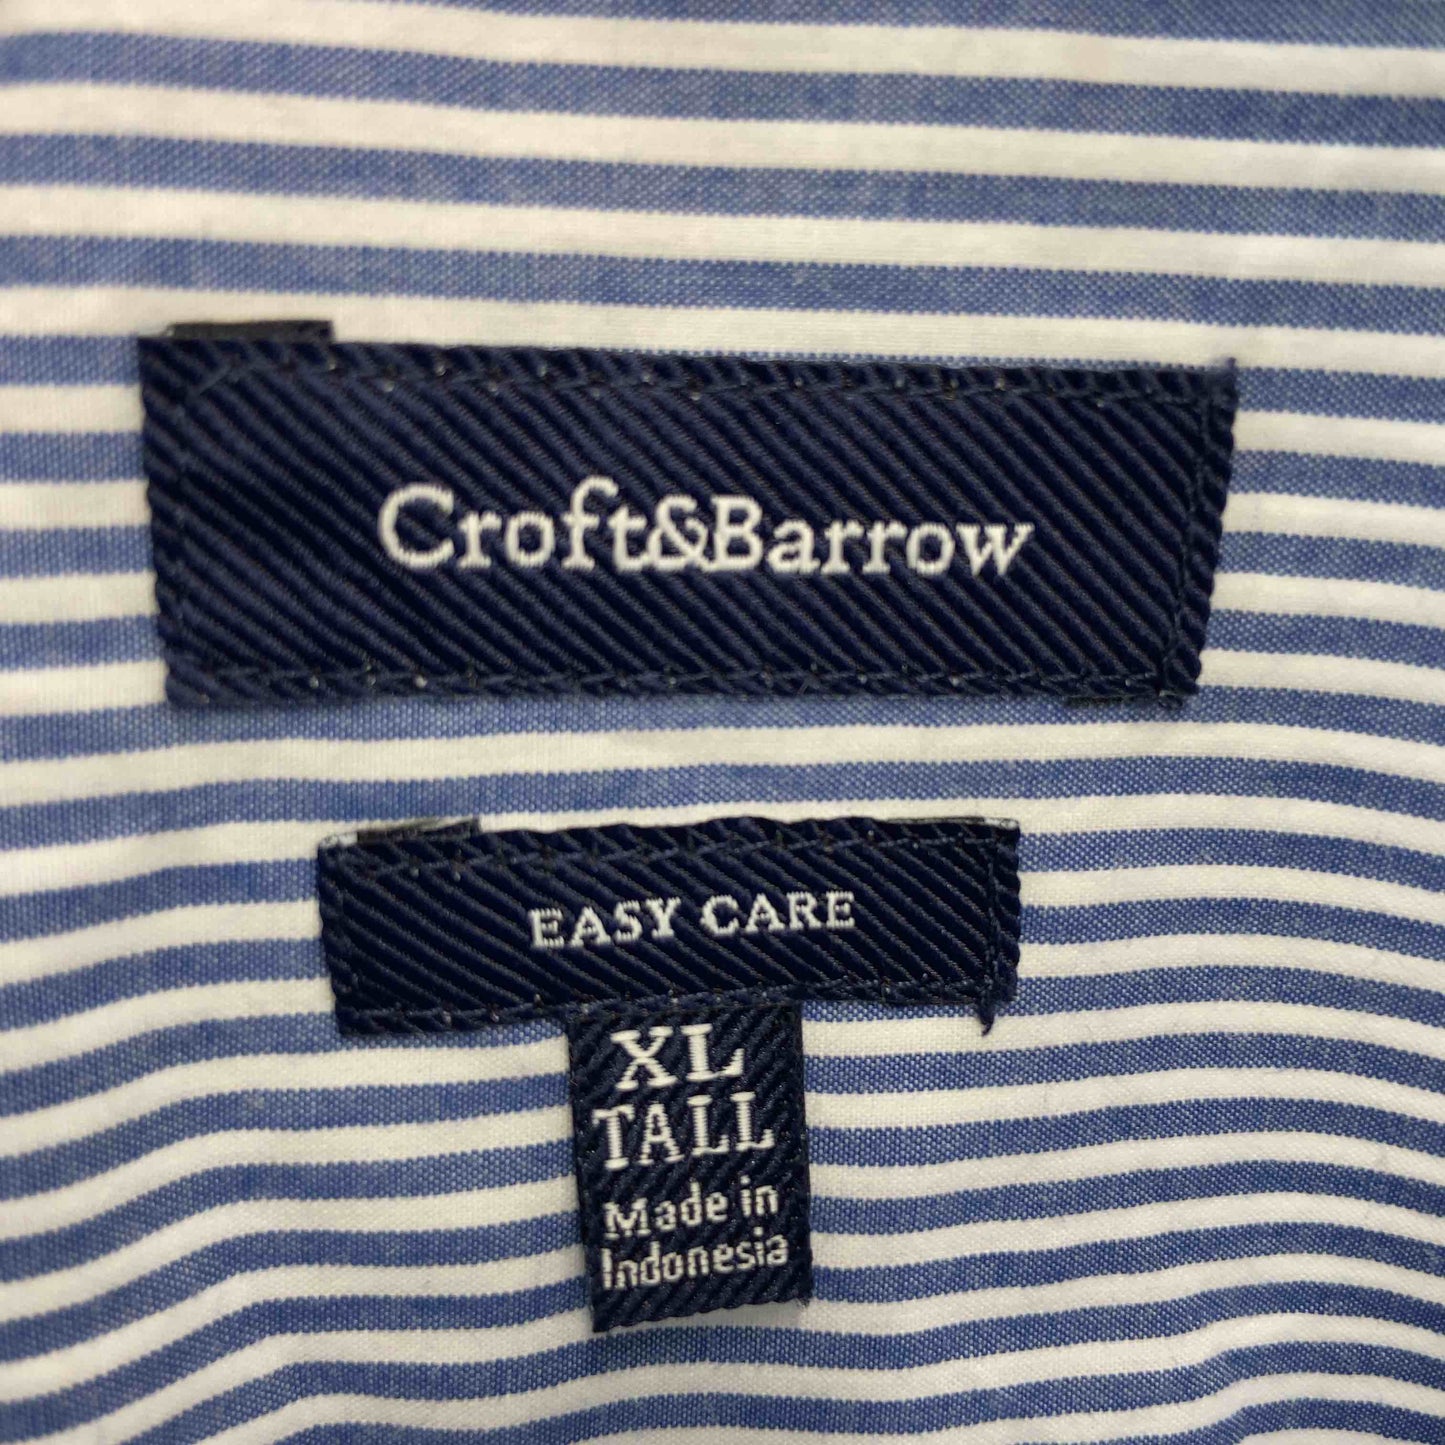 Croft&Barrow
EASY CARE
XL
TALL
Made in
Indonesia